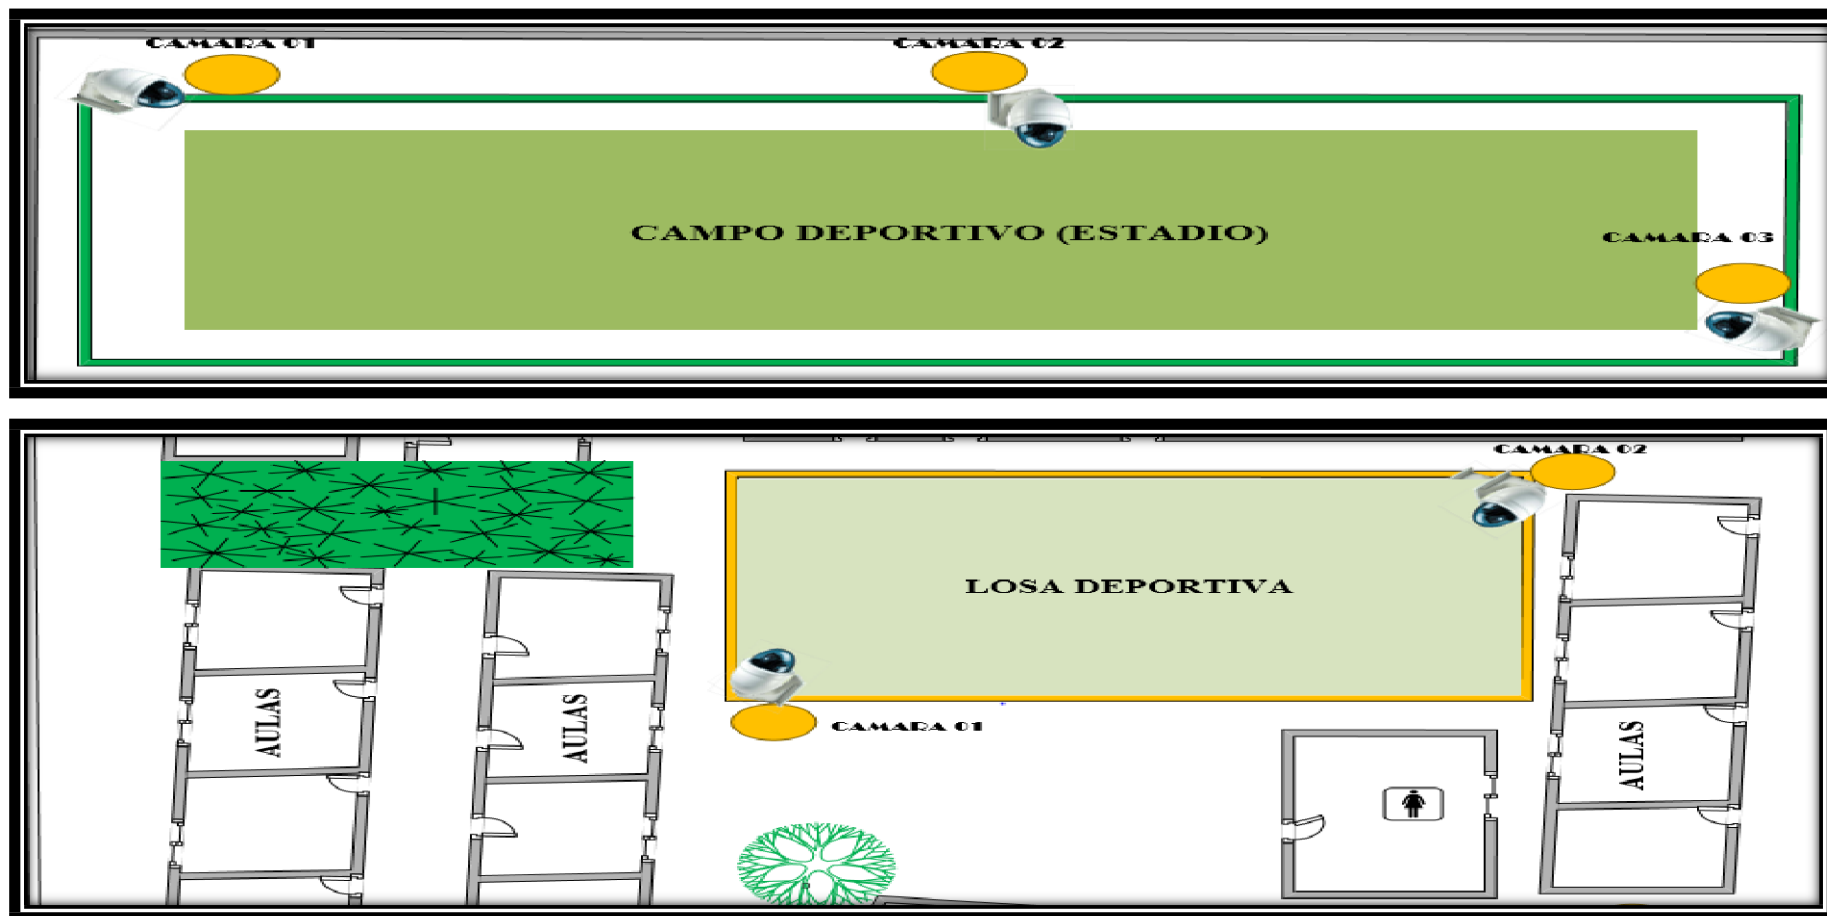 CAMARA 01
CAMARA 02
CAMPO DEPORTIVO (ESTADIO)
CAMARA 03
CAMARA 02
LOSA DEPORTIVA
AULAS
AULAS
CAMARA 01
AULAS